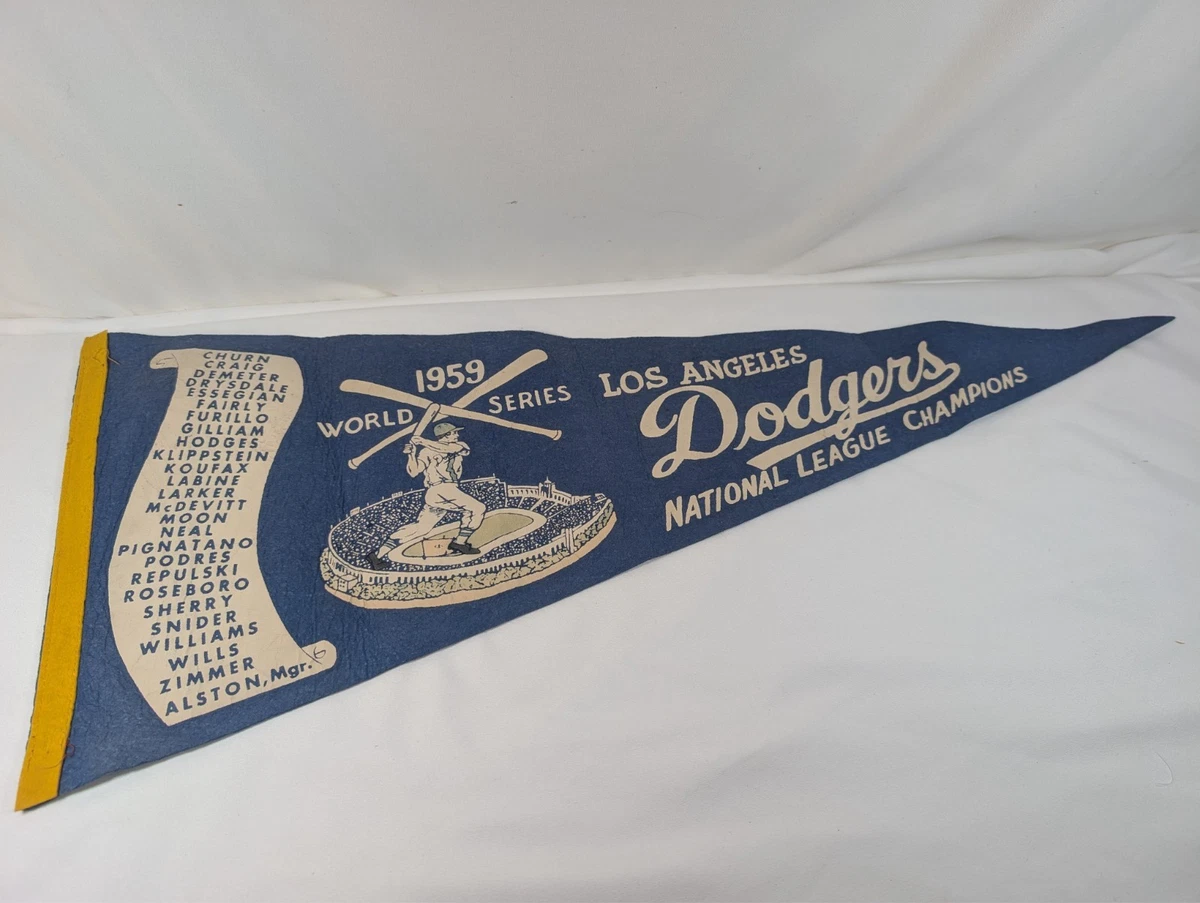 CHURN
CRAIG
DEMETER
DRYSDALE
ESSEGIAN
FAIRLY
FURILLO
GILLIAM
HODGES
KLIPPSTEIN
KOUFAX
LABINE
LARKER
McDEVITT
MOON
NEAL
PIGNATANO
PODRES
REPULSKI
ROSEBORO
SHERRY
SNIDER
WILLIAMS
WILLS
ZIMMER
ALSTON, Mgr.
1959
WORLD SERIES
LOS ANGELES
Dodgers
NATIONAL LEAGUE CHAMPIONS